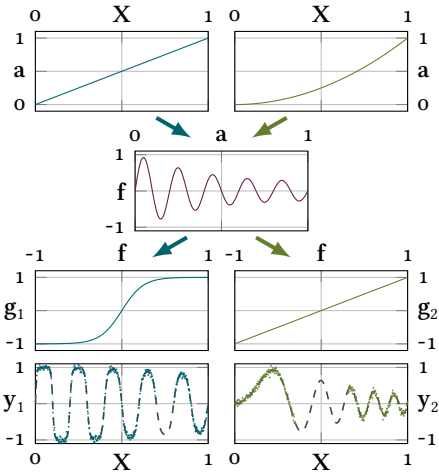 0 X 1 0 X 1
1 1
a a
0 0
0 a 1
1
f
-1
-1 f 1 -1 f 1
1 1
g1 g2
-1 -1
1 1
y1 y2
-1 -1
0 X 1 0 X 1